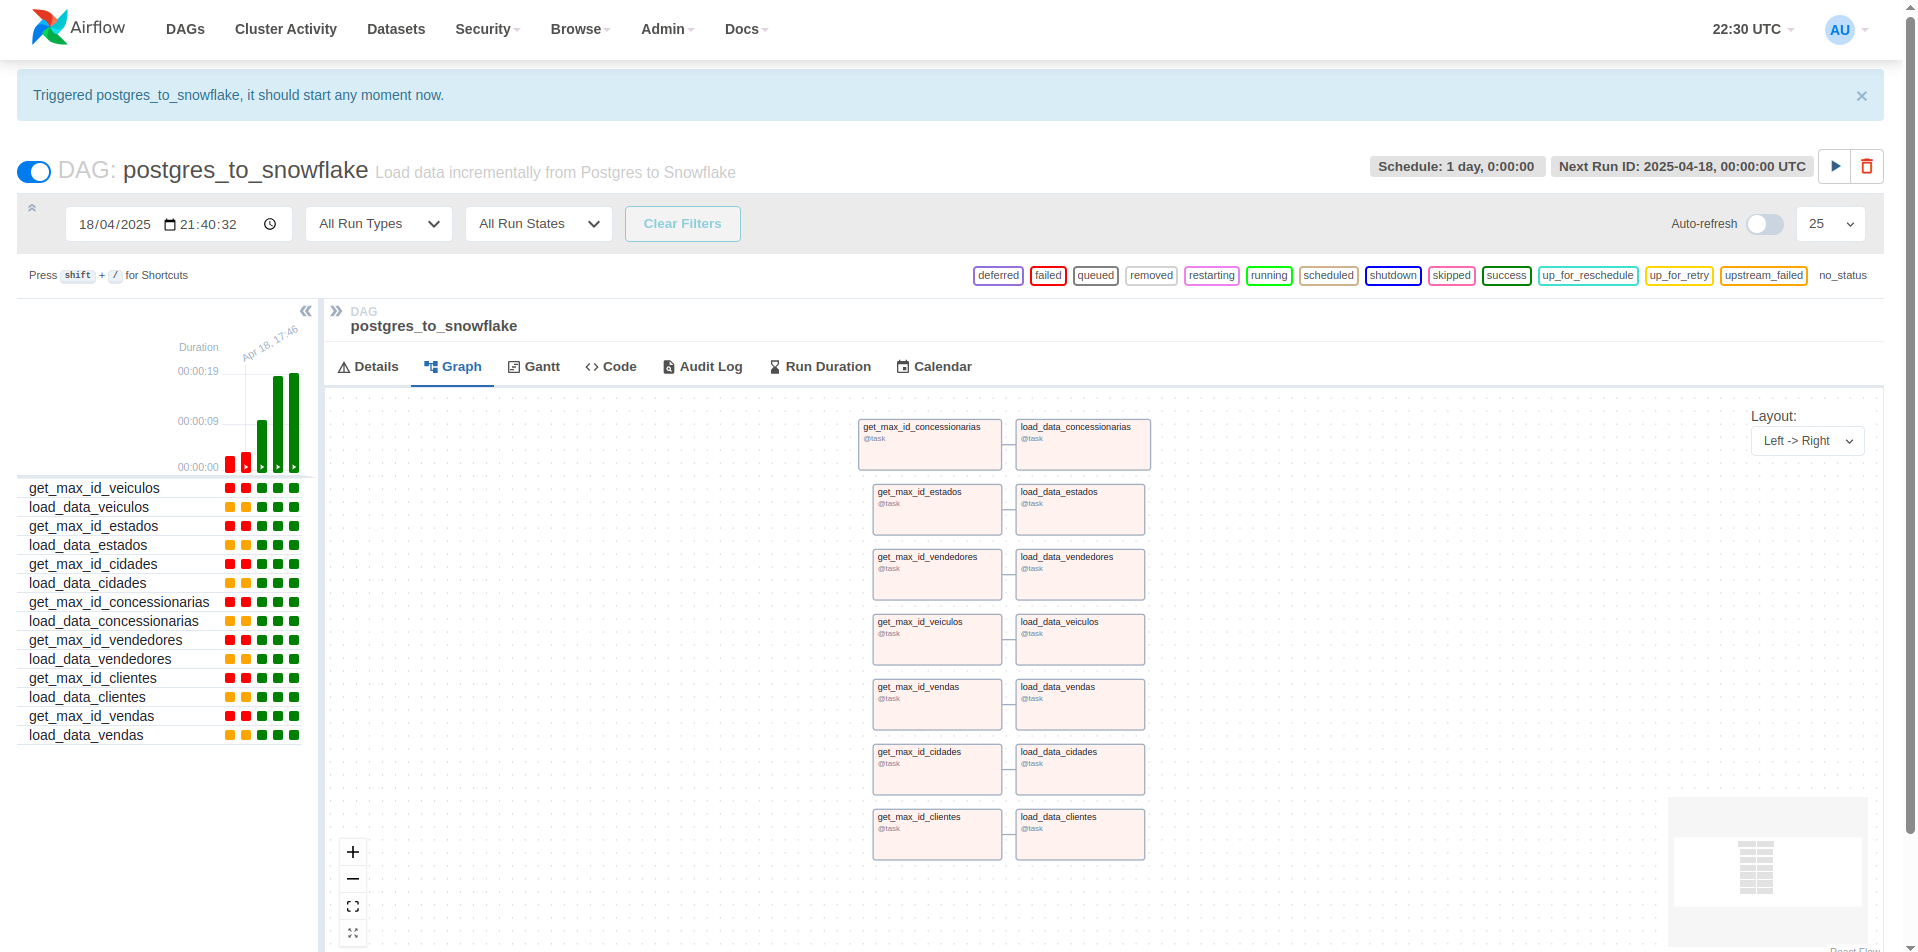 Airflow DAGs Cluster Activity Datasets Security Browse Admin Docs 22:30 UTC AU
Triggered postgres_to_snowflake, it should start any moment now. ×
DAG: postgres_to_snowflake Load data incrementally from Postgres to Snowflake Schedule: 1 day, 0:00:00 Next Run ID: 2025-04-18, 00:00:00 UTC
18/04/2025 21:40:32 All Run Types All Run States Clear Filters Auto-refresh 25
Press shift + / for Shortcuts deferred failed queued removed restarting running scheduled shutdown skipped success up_for_reschedule up_for_retry upstream_failed no_status
Apr 18, 17:46
Duration
00:00:19
00:00:09
00:00:00
get_max_id_veiculos
load_data_veiculos
get_max_id_estados
load_data_estados
get_max_id_cidades
load_data_cidades
get_max_id_concessionarias
load_data_concessionarias
get_max_id_vendedores
load_data_vendedores
get_max_id_clientes
load_data_clientes
get_max_id_vendas
load_data_vendas
DAG
postgres_to_snowflake
Details Graph Gantt Code Audit Log Run Duration Calendar
Layout:
Left -> Right
get_max_id_concessionarias load_data_concessionarias
@task @task
get_max_id_estados load_data_estados
@task @task
get_max_id_vendedores load_data_vendedores
@task @task
get_max_id_veiculos load_data_veiculos
@task @task
get_max_id_vendas load_data_vendas
@task @task
get_max_id_cidades load_data_cidades
@task @task
get_max_id_clientes load_data_clientes
@task @task
React Flow